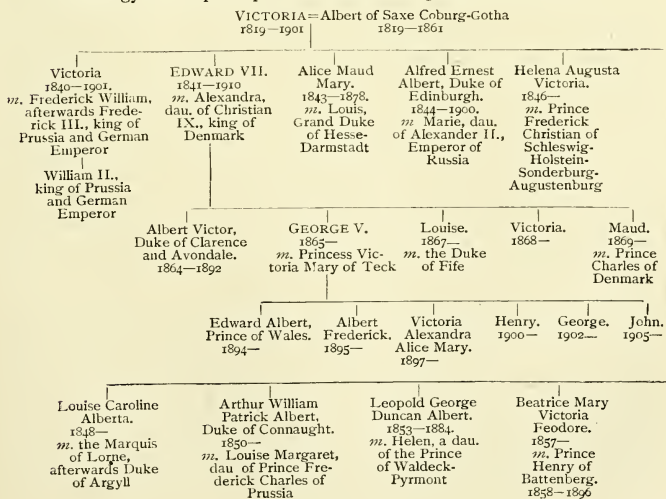 VICTORIA=Albert of Saxe Coburg-Gotha
1819—1901 1819—1861
Victoria
1840—1901.
m. Frederick William,
afterwards Frede-
rick III., king of
Prussia and German
Emperor
William II.,
king of Prussia
and German
Emperor
EDWARD VII.
1841—1910
m. Alexandra,
dau. of Christian
IX., king of
Denmark
Alice Maud
Mary.
1843—1878.
m. Louis,
Grand Duke
of Hesse-
Darmstadt
Alfred Ernest
Albert, Duke of
Edinburgh.
1844—1900.
m Marie, dau.
of Alexander II.,
Emperor of
Russia
Helena Augusta
Victoria.
1846—
m. Prince
Frederick
Christian of
Schleswig-
Holstein-
Sonderburg-
Augustenburg
Albert Victor,
Duke of Clarence
and Avondale.
1864—1892
GEORGE V.
1865—
m. Princess Vic-
toria Mary of Teck
Louise.
1867—
m. the Duke
of Fife
Victoria.
1868—
Maud.
1869—
m. Prince
Charles of
Denmark
Edward Albert,
Prince of Wales.
1894—
Albert
Frederick.
1895—
Victoria
Alexandra
Alice Mary.
1897—
Henry.
1900—
George.
1902—
John.
1905—
Louise Caroline
Alberta.
1848—
m. the Marquis
of Lorne,
afterwards Duke
of Argyll
Arthur William
Patrick Albert,
Duke of Connaught.
1850—
m. Louise Margaret,
dau of Prince Fre-
derick Charles of
Prussia
Leopold George
Duncan Albert.
1853—1884.
m. Helen, a dau.
of the Prince
of Waldeck-
Pyrmont
Beatrice Mary
Victoria
Feodore.
1857—
m. Prince
Henry of
Battenberg.
1858—1896